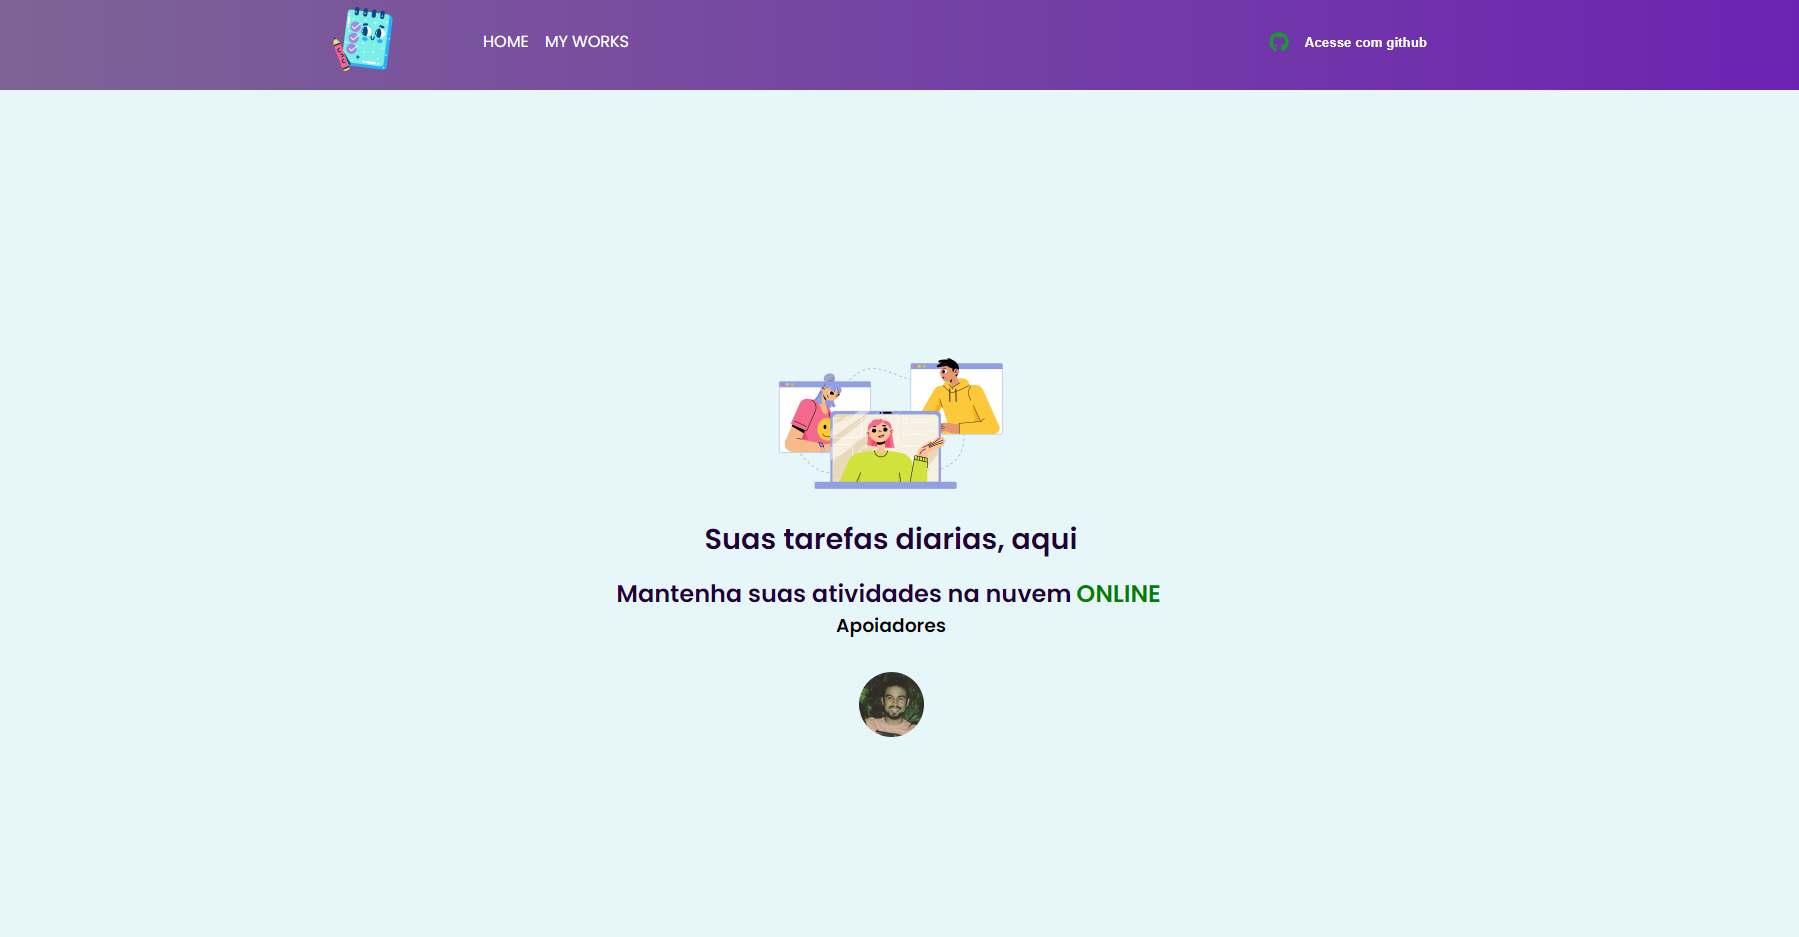 HOME MY WORKS
Acesse com github
Suas tarefas diarias, aqui
Mantenha suas atividades na nuvem ONLINE
Apoiadores